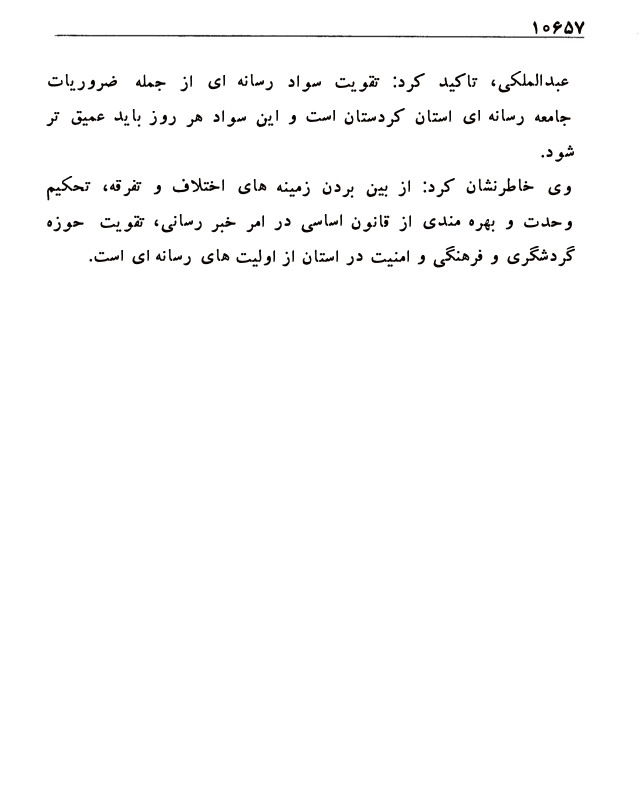 ۱۰۶۵۷
عبدالملکی، تاکید کرد: تقویت سواد رسانه ای از جمله ضروریات
جامعه رسانه ای استان کردستان است و این سواد هر روز باید عمیق تر
شود.
وی خاطرنشان کرد: از بین بردن زمینه های اختلاف و تفرقه، تحکیم
وحدت و بهره مندی از قانون اساسی در امر خبر رسانی، تقویت حوزه
گردشگری و فرهنگی و امنیت در استان از اولیت های رسانه ای است.